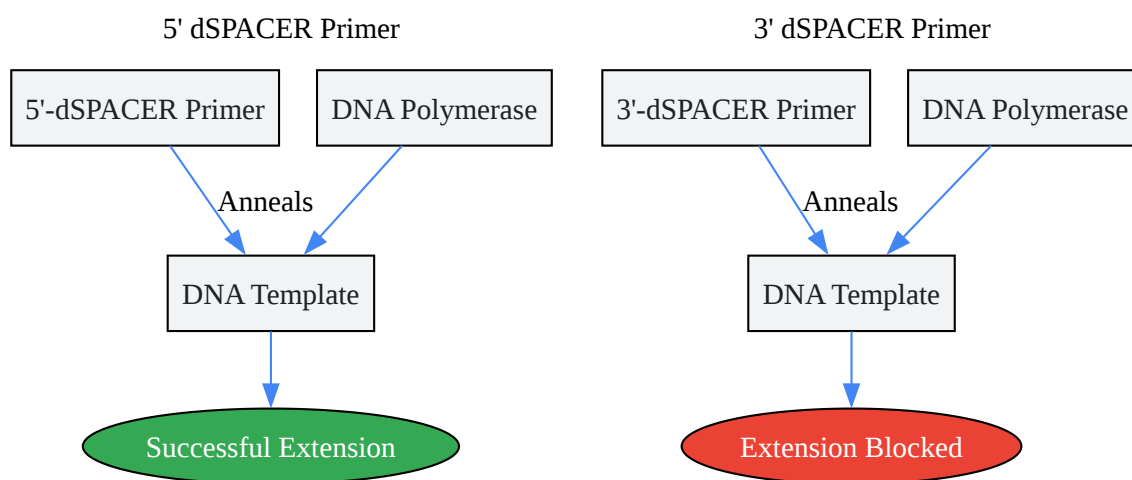 5' dSPACER Primer
5'-dSPACER Primer
DNA Polymerase
Anneals
DNA Template
Successful Extension
3' dSPACER Primer
3'-dSPACER Primer
DNA Polymerase
Anneals
DNA Template
Extension Blocked